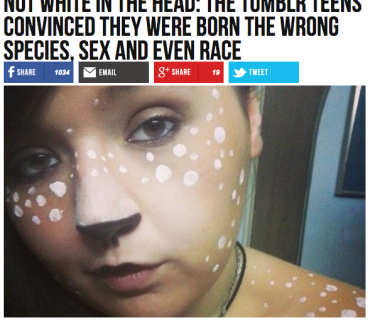 NOT WHITE IN THE HEAD: THE TUMBLR TEENS
CONVINCED THEY WERE BORN THE WRONG
SPECIES, SEX AND EVEN RACE
f SHARE 1034 EMAIL g+ SHARE 19 TWEET